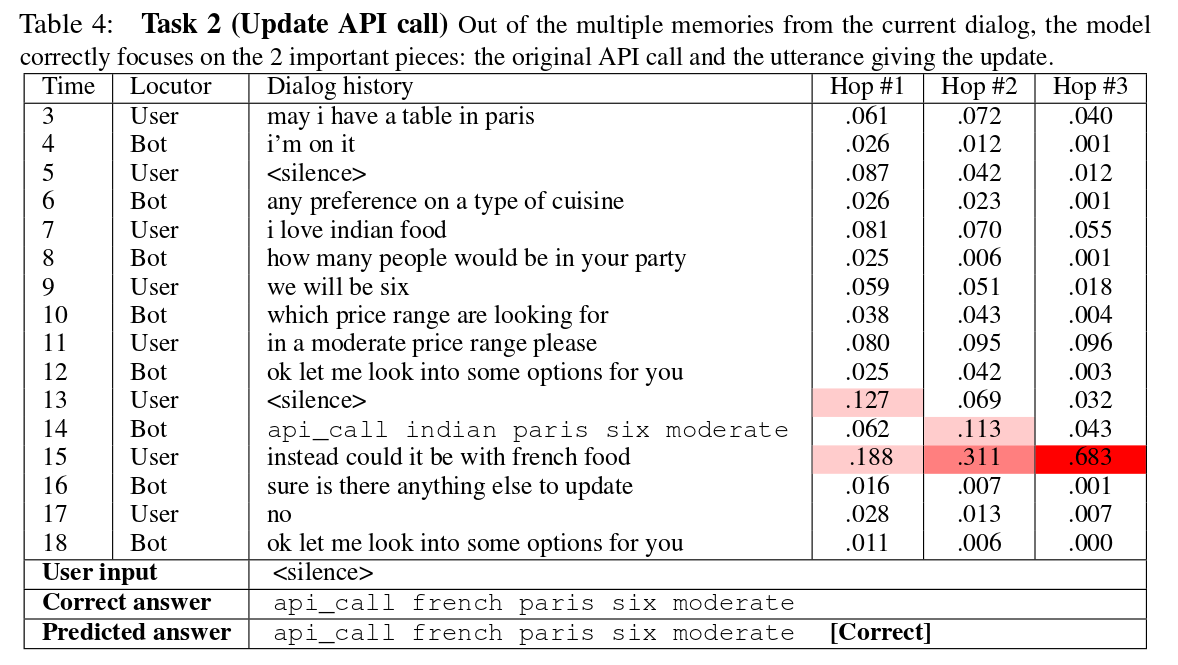 Table 4: Task 2 (Update API call) Out of the multiple memories from the current dialog, the model
correctly focuses on the 2 important pieces: the original API call and the utterance giving the update.
Time Locutor Dialog history Hop #1 Hop #2 Hop #3
3 User may i have a table in paris .061 .072 .040
4 Bot i'm on it .026 .012 .001
5 User <silence> .087 .042 .012
6 Bot any preference on a type of cuisine .026 .023 .001
7 User i love indian food .081 .070 .055
8 Bot how many people would be in your party .025 .006 .001
9 User we will be six .059 .051 .018
10 Bot which price range are looking for .038 .043 .004
11 User in a moderate price range please .080 .095 .096
12 Bot ok let me look into some options for you .025 .042 .003
13 User <silence> .127 .069 .032
14 Bot api_call indian paris six moderate .062 .113 .043
15 User instead could it be with french food .188 .311 .683
16 Bot sure is there anything else to update .016 .007 .001
17 User no .028 .013 .007
18 Bot ok let me look into some options for you .011 .006 .000
User input <silence>
Correct answer api_call french paris six moderate
Predicted answer api_call french paris six moderate [Correct]